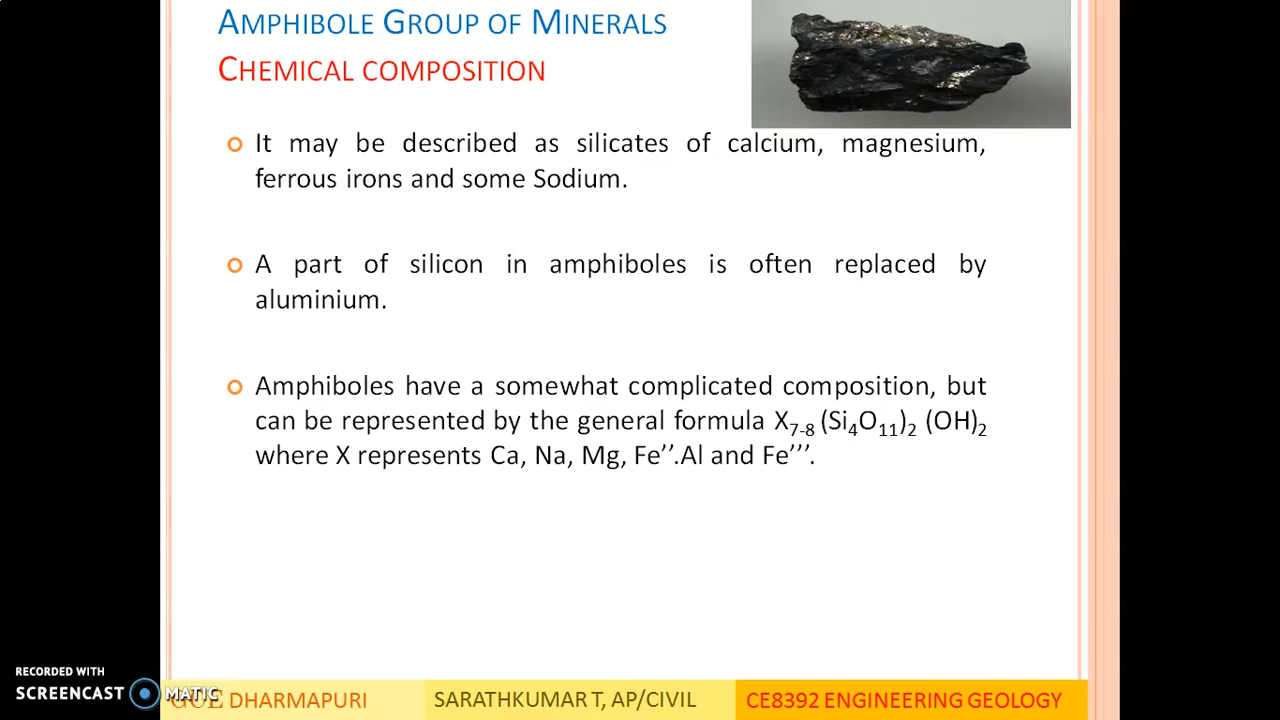 AMPHIBOLE GROUP OF MINERALS
CHEMICAL COMPOSITION
It may be described as silicates of calcium, magnesium,
ferrous irons and some Sodium.
A part of silicon in amphiboles is often replaced by
aluminium.
Amphiboles have a somewhat complicated composition, but
can be represented by the general formula X₇₋₈ (Si₄O₁₁)₂ (OH)₂
where X represents Ca, Na, Mg, Fe’’.Al and Fe’’’.
RECORDED WITH
SCREENCAST MATIC
DHARMAPURI
SARATHKUMAR T, AP/CIVIL
CE8392 ENGINEERING GEOLOGY